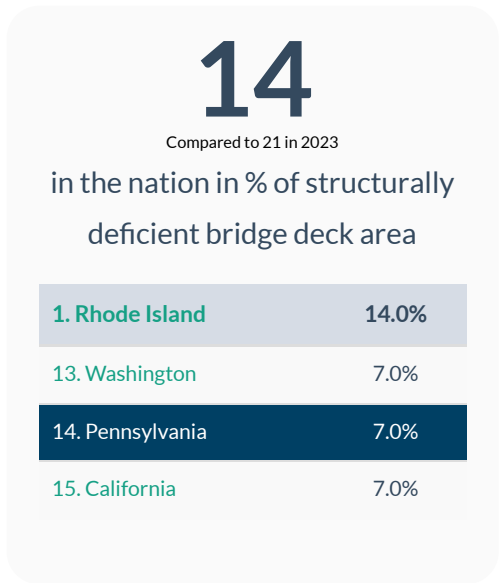 14
Compared to 21 in 2023
in the nation in % of structurally
deficient bridge deck area
1. Rhode Island 14.0%
13. Washington 7.0%
14. Pennsylvania 7.0%
15. California 7.0%